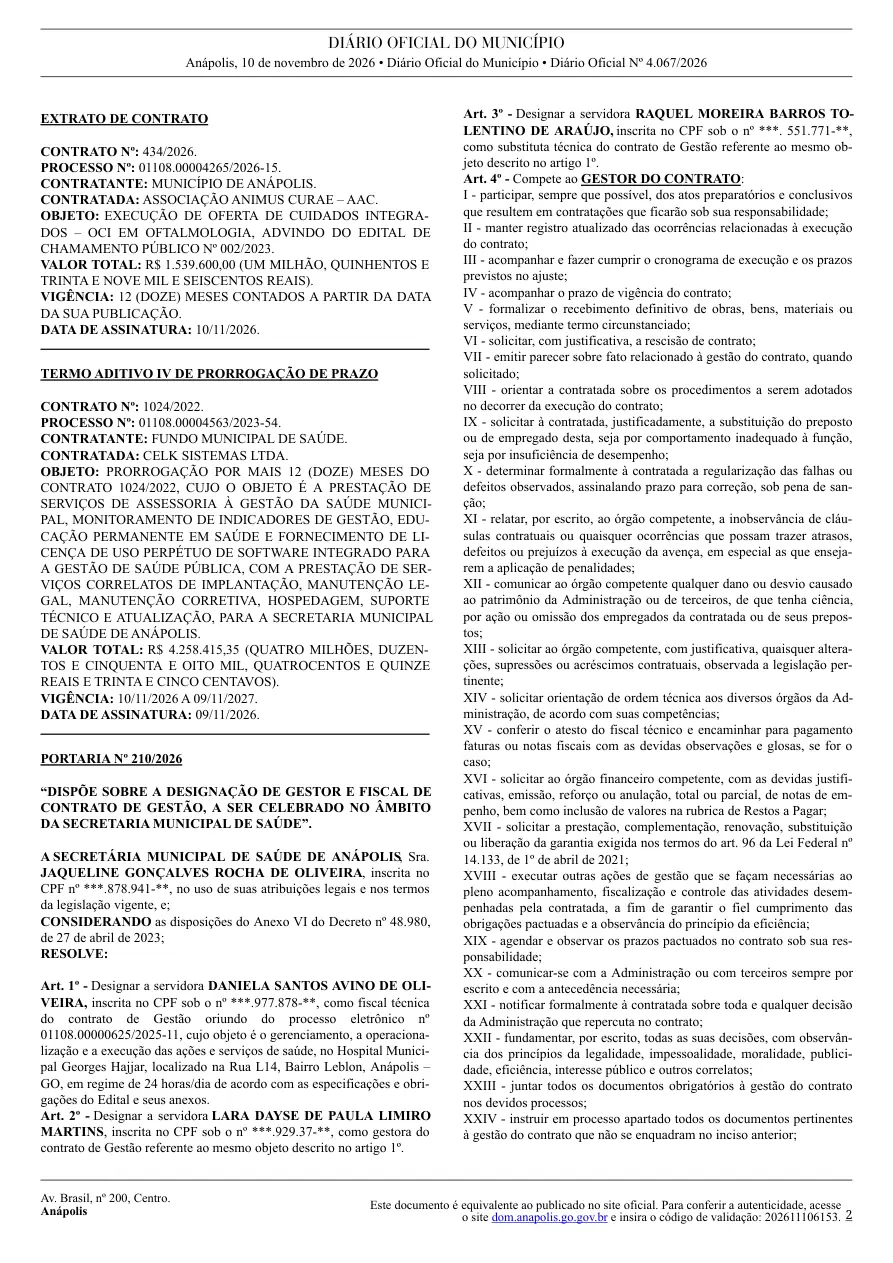 DIÁRIO OFICIAL DO MUNICÍPIO
Anápolis, 10 de novembro de 2026 • Diário Oficial do Município • Diário Oficial Nº 4.067/2026
EXTRATO DE CONTRATO
CONTRATO Nº: 434/2026.
PROCESSO Nº: 01108.00004265/2026-15.
CONTRATANTE: MUNICÍPIO DE ANÁPOLIS.
CONTRATADA: ASSOCIAÇÃO ANIMUS CURAE – AAC.
OBJETO: EXECUÇÃO DE OFERTA DE CUIDADOS INTEGRA-
DOS – OCI EM OFTALMOLOGIA, ADVINDO DO EDITAL DE
CHAMAMENTO PÚBLICO Nº 002/2023.
VALOR TOTAL: R$ 1.539.600,00 (UM MILHÃO, QUINHENTOS E
TRINTA E NOVE MIL E SEISCENTOS REAIS).
VIGÊNCIA: 12 (DOZE) MESES CONTADOS A PARTIR DA DATA
DA SUA PUBLICAÇÃO.
DATA DE ASSINATURA: 10/11/2026.
TERMO ADITIVO IV DE PRORROGAÇÃO DE PRAZO
CONTRATO Nº: 1024/2022.
PROCESSO Nº: 01108.00004563/2023-54.
CONTRATANTE: FUNDO MUNICIPAL DE SAÚDE.
CONTRATADA: CELK SISTEMAS LTDA.
OBJETO: PRORROGAÇÃO POR MAIS 12 (DOZE) MESES DO
CONTRATO 1024/2022, CUJO O OBJETO É A PRESTAÇÃO DE
SERVIÇOS DE ASSESSORIA À GESTÃO DA SAÚDE MUNICI-
PAL, MONITORAMENTO DE INDICADORES DE GESTÃO, EDU-
CAÇÃO PERMANENTE EM SAÚDE E FORNECIMENTO DE LI-
CENÇA DE USO PERPÉTUO DE SOFTWARE INTEGRADO PARA
A GESTÃO DE SAÚDE PÚBLICA, COM A PRESTAÇÃO DE SER-
VIÇOS CORRELATOS DE IMPLANTAÇÃO, MANUTENÇÃO LE-
GAL, MANUTENÇÃO CORRETIVA, HOSPEDAGEM, SUPORTE
TÉCNICO E ATUALIZAÇÃO, PARA A SECRETARIA MUNICIPAL
DE SAÚDE DE ANÁPOLIS.
VALOR TOTAL: R$ 4.258.415,35 (QUATRO MILHÕES, DUZEN-
TOS E CINQUENTA E OITO MIL, QUATROCENTOS E QUINZE
REAIS E TRINTA E CINCO CENTAVOS).
VIGÊNCIA: 10/11/2026 A 09/11/2027.
DATA DE ASSINATURA: 09/11/2026.
PORTARIA Nº 210/2026
“DISPÕE SOBRE A DESIGNAÇÃO DE GESTOR E FISCAL DE
CONTRATO DE GESTÃO, A SER CELEBRADO NO ÂMBITO
DA SECRETARIA MUNICIPAL DE SAÚDE”.
A SECRETÁRIA MUNICIPAL DE SAÚDE DE ANÁPOLIS, Sra.
JAQUELINE GONÇALVES ROCHA DE OLIVEIRA, inscrita no
CPF nº ***.878.941-**, no uso de suas atribuições legais e nos termos
da legislação vigente, e;
CONSIDERANDO as disposições do Anexo VI do Decreto nº 48.980,
de 27 de abril de 2023;
RESOLVE:
Art. 1º - Designar a servidora DANIELA SANTOS AVINO DE OLI-
VEIRA, inscrita no CPF sob o nº ***.977.878-**, como fiscal técnica
do contrato de Gestão oriundo do processo eletrônico nº
01108.00000625/2025-11, cujo objeto é o gerenciamento, a operaciona-
lização e a execução das ações e serviços de saúde, no Hospital Munici-
pal Georges Hajjar, localizado na Rua L14, Bairro Leblon, Anápolis –
GO, em regime de 24 horas/dia de acordo com as especificações e obri-
gações do Edital e seus anexos.
Art. 2º - Designar a servidora LARA DAYSE DE PAULA LIMIRO
MARTINS, inscrita no CPF sob o nº ***.929.37-**, como gestora do
contrato de Gestão referente ao mesmo objeto descrito no artigo 1º.
Art. 3º - Designar a servidora RAQUEL MOREIRA BARROS TO-
LENTINO DE ARAÚJO, inscrita no CPF sob o nº ***. 551.771-**,
como substituta técnica do contrato de Gestão referente ao mesmo ob-
jeto descrito no artigo 1º.
Art. 4º - Compete ao GESTOR DO CONTRATO:
I - participar, sempre que possível, dos atos preparatórios e conclusivos
que resultem em contratações que ficarão sob sua responsabilidade;
II - manter registro atualizado das ocorrências relacionadas à execução
do contrato;
III - acompanhar e fazer cumprir o cronograma de execução e os prazos
previstos no ajuste;
IV - acompanhar o prazo de vigência do contrato;
V - formalizar o recebimento definitivo de obras, bens, materiais ou
serviços, mediante termo circunstanciado;
VI - solicitar, com justificativa, a rescisão de contrato;
VII - emitir parecer sobre fato relacionado à gestão do contrato, quando
solicitado;
VIII - orientar a contratada sobre os procedimentos a serem adotados
no decorrer da execução do contrato;
IX - solicitar à contratada, justificadamente, a substituição do preposto
ou de empregado desta, seja por comportamento inadequado à função,
seja por insuficiência de desempenho;
X - determinar formalmente à contratada a regularização das falhas ou
defeitos observados, assinalando prazo para correção, sob pena de san-
ção;
XI - relatar, por escrito, ao órgão competente, a inobservância de cláu-
sulas contratuais ou quaisquer ocorrências que possam trazer atrasos,
defeitos ou prejuízos à execução da avença, em especial as que enseja-
rem a aplicação de penalidades;
XII - comunicar ao órgão competente qualquer dano ou desvio causado
ao patrimônio da Administração ou de terceiros, de que tenha ciência,
por ação ou omissão dos empregados da contratada ou de seus prepos-
tos;
XIII - solicitar ao órgão competente, com justificativa, quaisquer altera-
ções, supressões ou acréscimos contratuais, observada a legislação per-
tinente;
XIV - solicitar orientação de ordem técnica aos diversos órgãos da Ad-
ministração, de acordo com suas competências;
XV - conferir o atesto do fiscal técnico e encaminhar para pagamento
faturas ou notas fiscais com as devidas observações e glosas, se for o
caso;
XVI - solicitar ao órgão financeiro competente, com as devidas justifi-
cativas, emissão, reforço ou anulação, total ou parcial, de notas de em-
penho, bem como inclusão de valores na rubrica de Restos a Pagar;
XVII - solicitar a prestação, complementação, renovação, substituição
ou liberação da garantia exigida nos termos do art. 96 da Lei Federal nº
14.133, de 1º de abril de 2021;
XVIII - executar outras ações de gestão que se façam necessárias ao
pleno acompanhamento, fiscalização e controle das atividades desem-
penhadas pela contratada, a fim de garantir o fiel cumprimento das
obrigações pactuadas e a observância do princípio da eficiência;
XIX - agendar e observar os prazos pactuados no contrato sob sua res-
ponsabilidade;
XX - comunicar-se com a Administração ou com terceiros sempre por
escrito e com a antecedência necessária;
XXI - notificar formalmente à contratada sobre toda e qualquer decisão
da Administração que repercuta no contrato;
XXII - fundamentar, por escrito, todas as suas decisões, com observân-
cia dos princípios da legalidade, impessoalidade, moralidade, publici-
dade, eficiência, interesse público e outros correlatos;
XXIII - juntar todos os documentos obrigatórios à gestão do contrato
nos devidos processos;
XXIV - instruir em processo apartado todos os documentos pertinentes
à gestão do contrato que não se enquadram no inciso anterior;
Av. Brasil, nº 200, Centro.
Anápolis
Este documento é equivalente ao publicado no site oficial. Para conferir a autenticidade, acesse
o site dom.anapolis.go.gov.br e insira o código de validação: 202611106153. 2